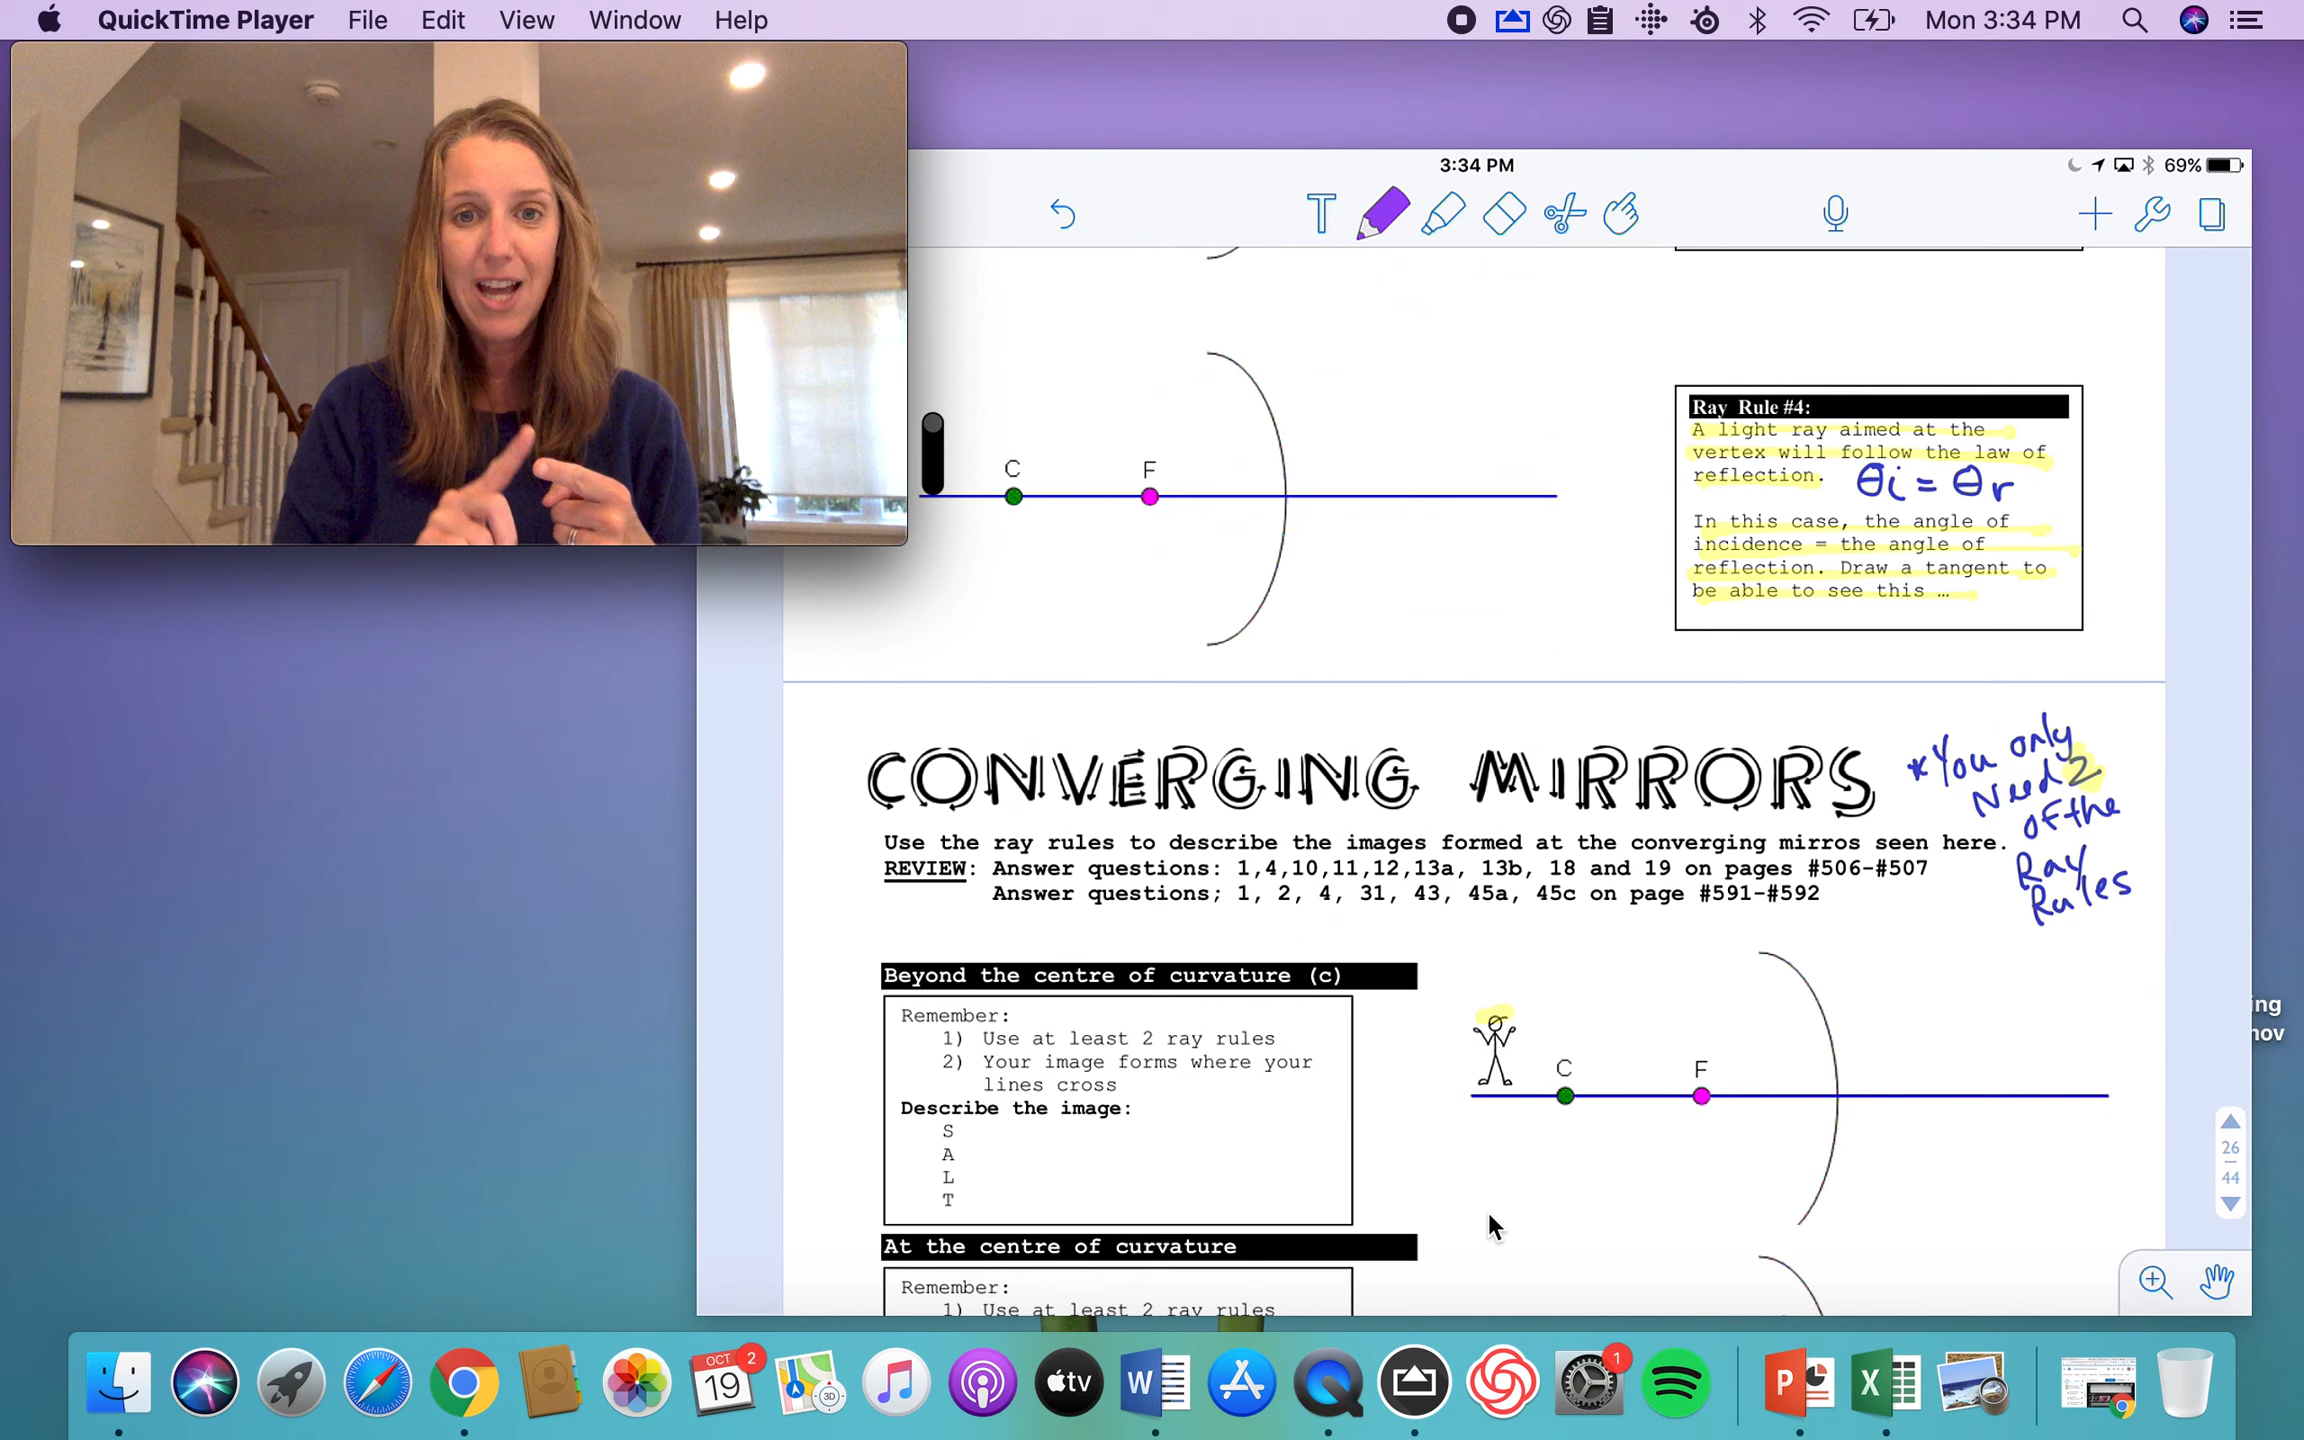 QuickTime Player File Edit View Window Help Mon 3:34 PM
3:34 PM 69%
T
C F
Ray Rule #4:
A light ray aimed at the
vertex will follow the law of
reflection. θi = θr
In this case, the angle of
incidence = the angle of
reflection. Draw a tangent to
be able to see this …
CONVERGING MIRRORS
*You only
Need 2
of the
Ray
Rules
Use the ray rules to describe the images formed at the converging mirros seen here.
REVIEW: Answer questions: 1,4,10,11,12,13a, 13b, 18 and 19 on pages #506-#507
Answer questions; 1, 2, 4, 31, 43, 45a, 45c on page #591-#592
Beyond the centre of curvature (c)
Remember:
1) Use at least 2 ray rules
2) Your image forms where your
lines cross
Describe the image:
S
A
L
T
C F
At the centre of curvature
Remember:
1) Use at least 2 ray rules
26
44
ing
nov
OCT 2
19
3D
tv
W
1
P
X